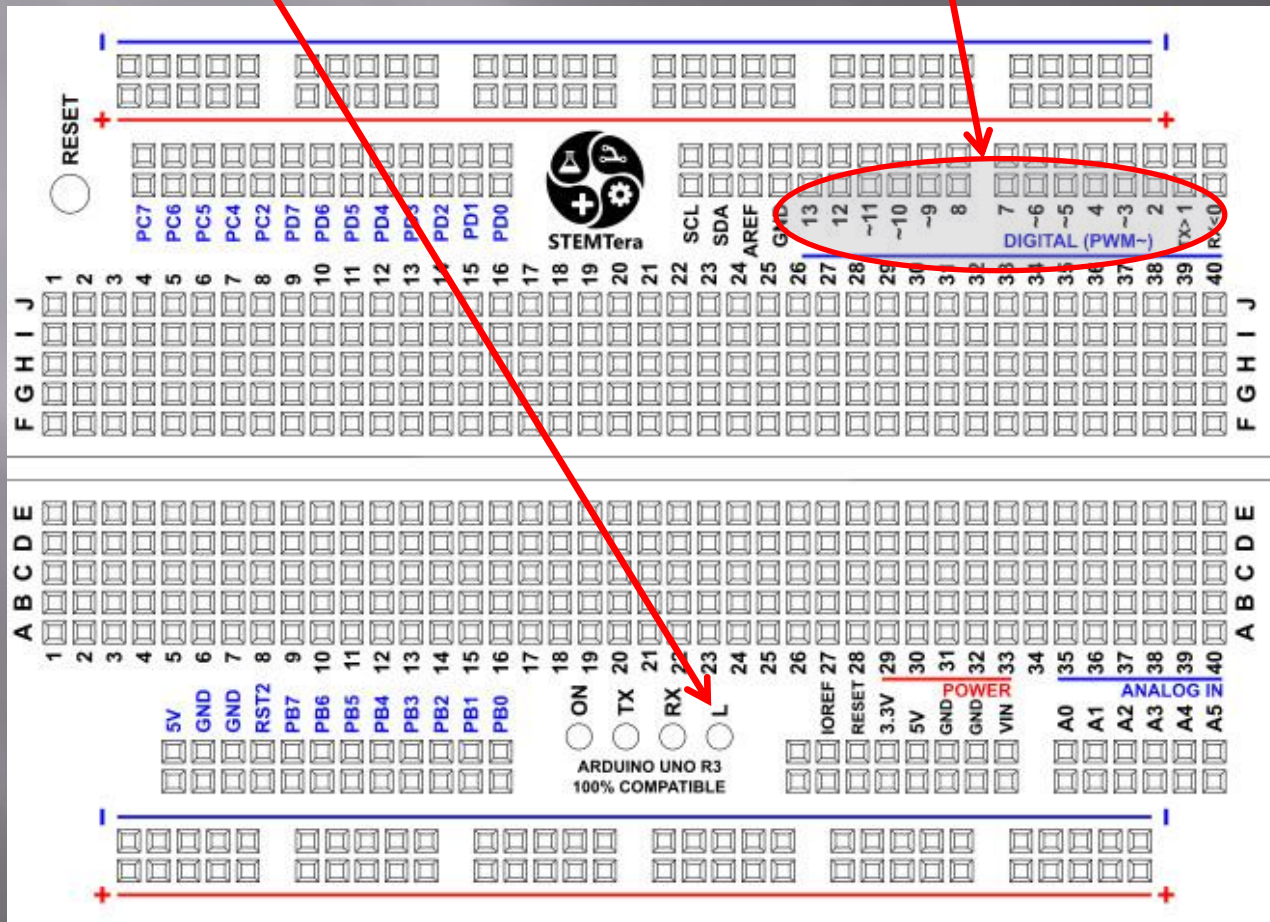 - -
+ +
RESET
PC7 PC6 PC5 PC4 PC2 PD7 PD6 PD5 PD4 PD3 PD2 PD1 PD0
STEMTera
SCL SDA AREF GND 13 12 ~11 ~10 ~9 8 7 ~6 ~5 4 ~3 2 TX>1 RX<0
DIGITAL (PWM~)
1 2 3 4 5 6 7 8 9 10 11 12 13 14 15 16 17 18 19 20 21 22 23 24 25 26 27 28 29 30 31 32 33 34 35 36 37 38 39 40
J J
I I
H H
G G
F F
E E
D D
C C
B B
A A
1 2 3 4 5 6 7 8 9 10 11 12 13 14 15 16 17 18 19 20 21 22 23 24 25 26 27 28 29 30 31 32 33 34 35 36 37 38 39 40
POWER ANALOG IN
5V GND GND RST2 PB7 PB6 PB5 PB4 PB3 PB2 PB1 PB0 ON TX RX L IOREF RESET 3.3V 5V GND GND VIN A0 A1 A2 A3 A4 A5
ARDUINO UNO R3
100% COMPATIBLE
- -
+ +